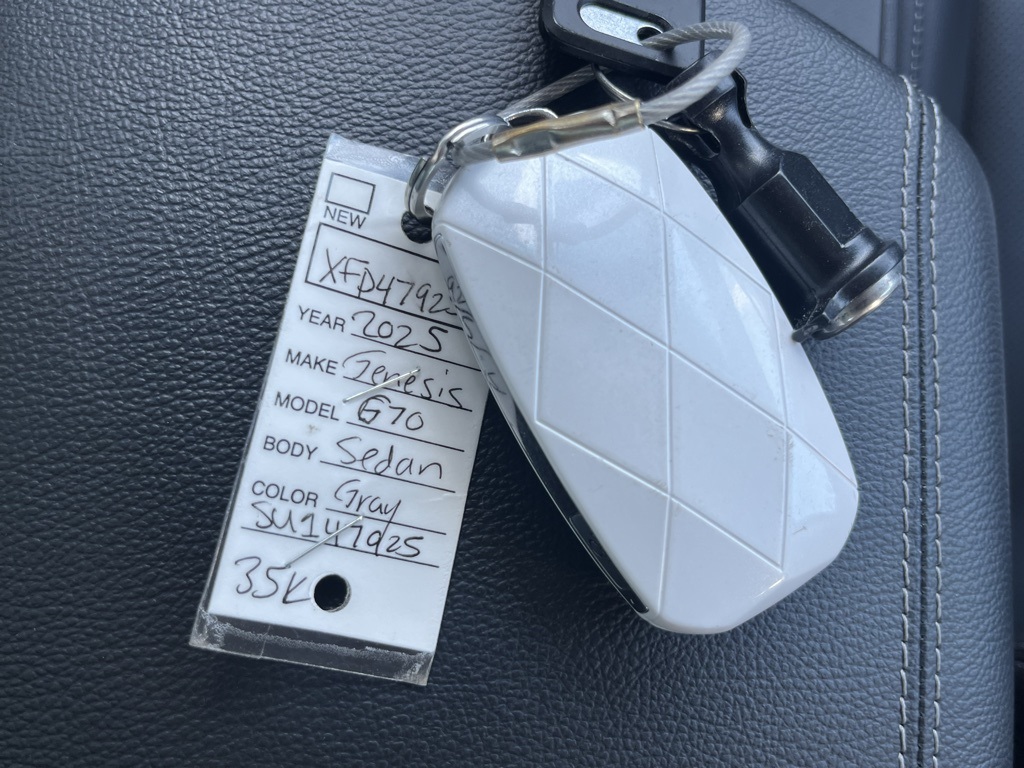 NEW
XFD4792
YEAR 2025
MAKE Genesis
MODEL G70
BODY Sedan
COLOR Gray
SU147925
35K